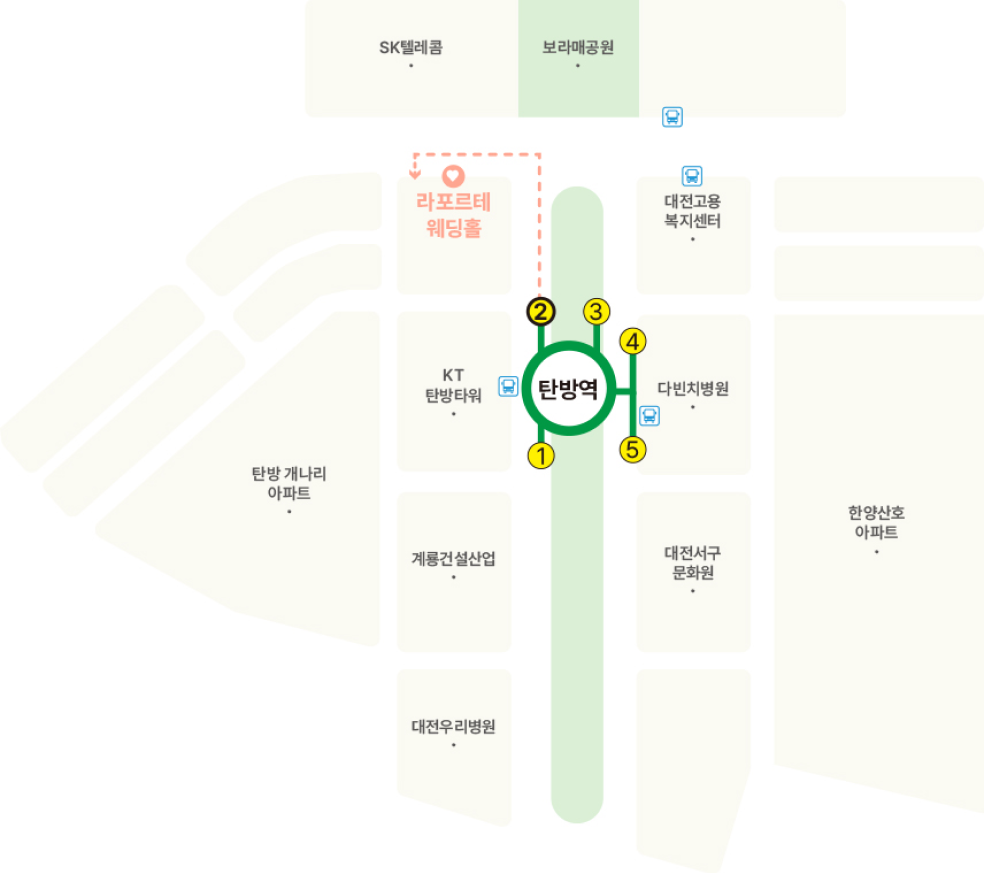 SK텔레콤
보라매공원
라포르테
웨딩홀
대전고용
복지센터
2
3
4
KT
탄방타워
탄방역
다빈치병원
1
5
탄방 개나리
아파트
한양산호
아파트
계룡건설산업
대전서구
문화원
대전우리병원